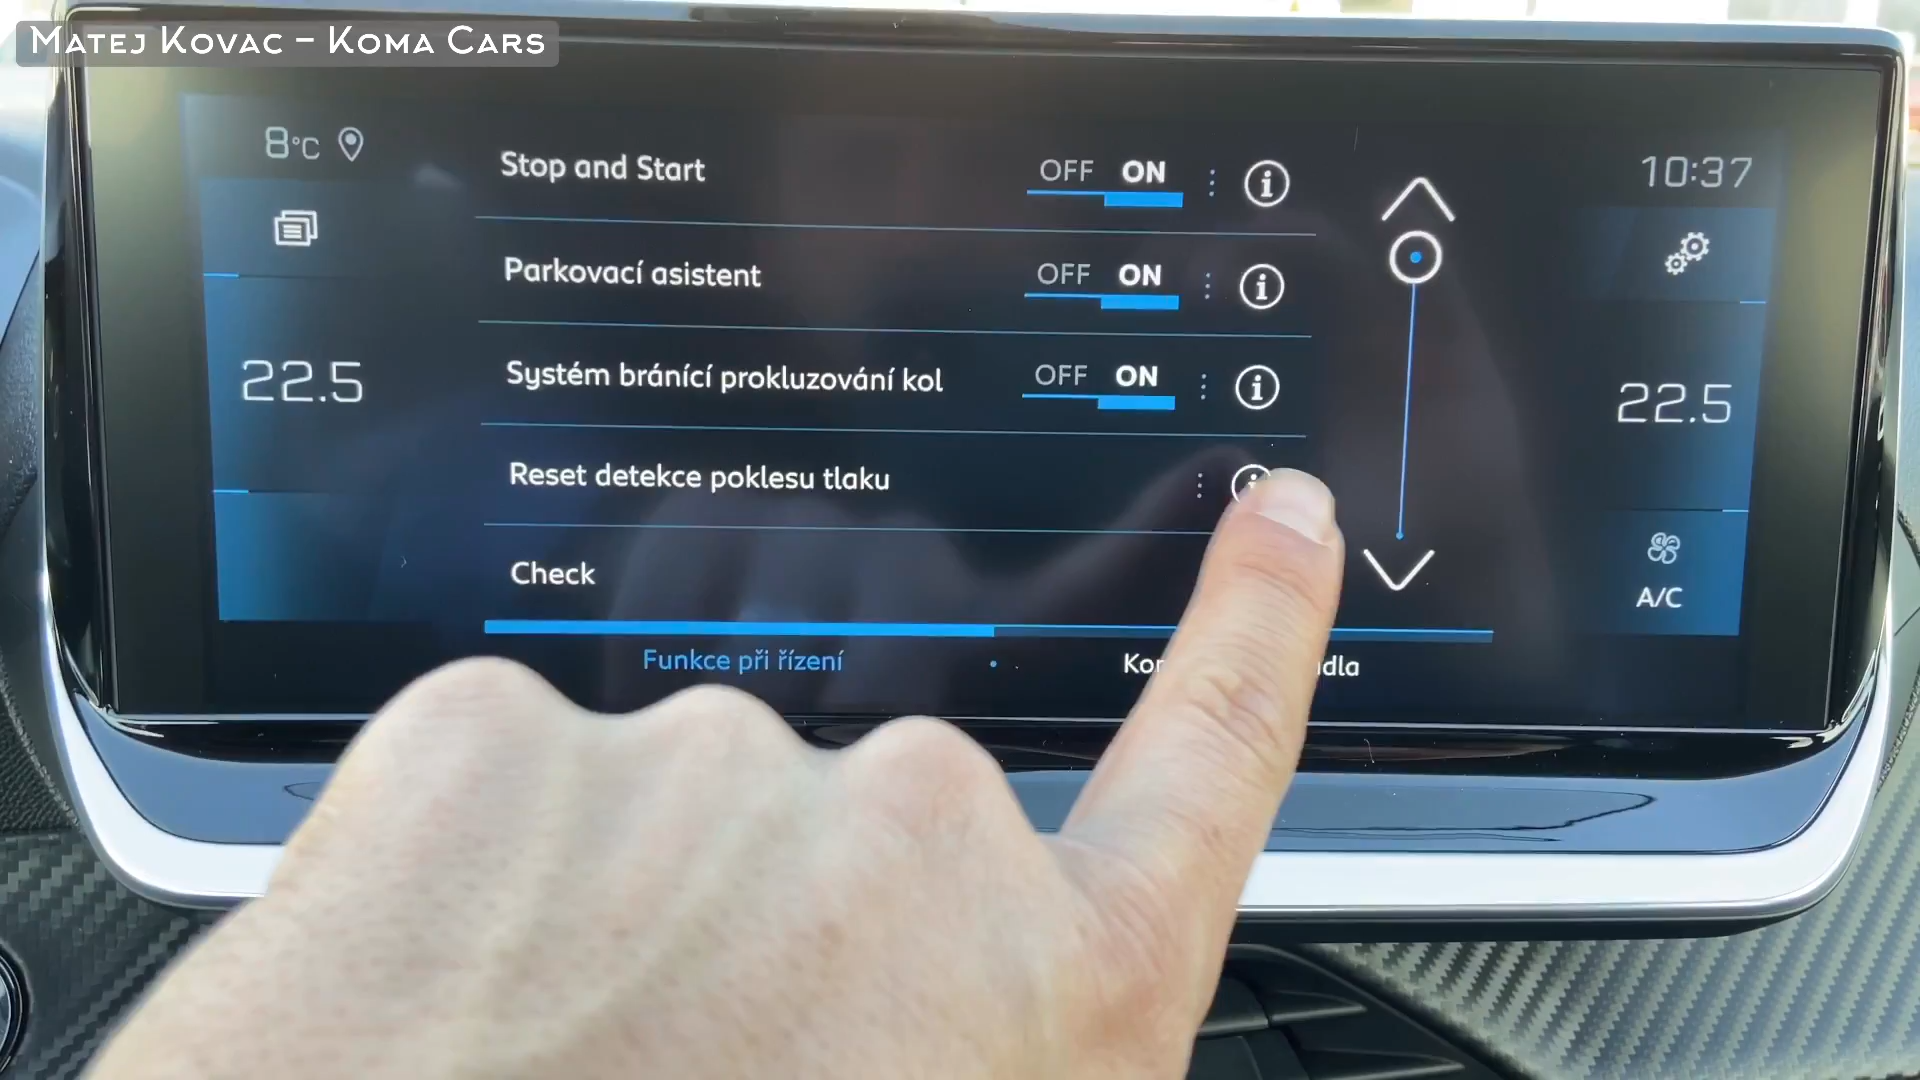 Matej Kovac – Koma Cars
8°C
10:37
Stop and Start OFF ON
Parkovací asistent OFF ON
22.5
Systém bránící prokluzování kol OFF ON
22.5
Reset detekce poklesu tlaku
Check
A/C
Funkce při řízení